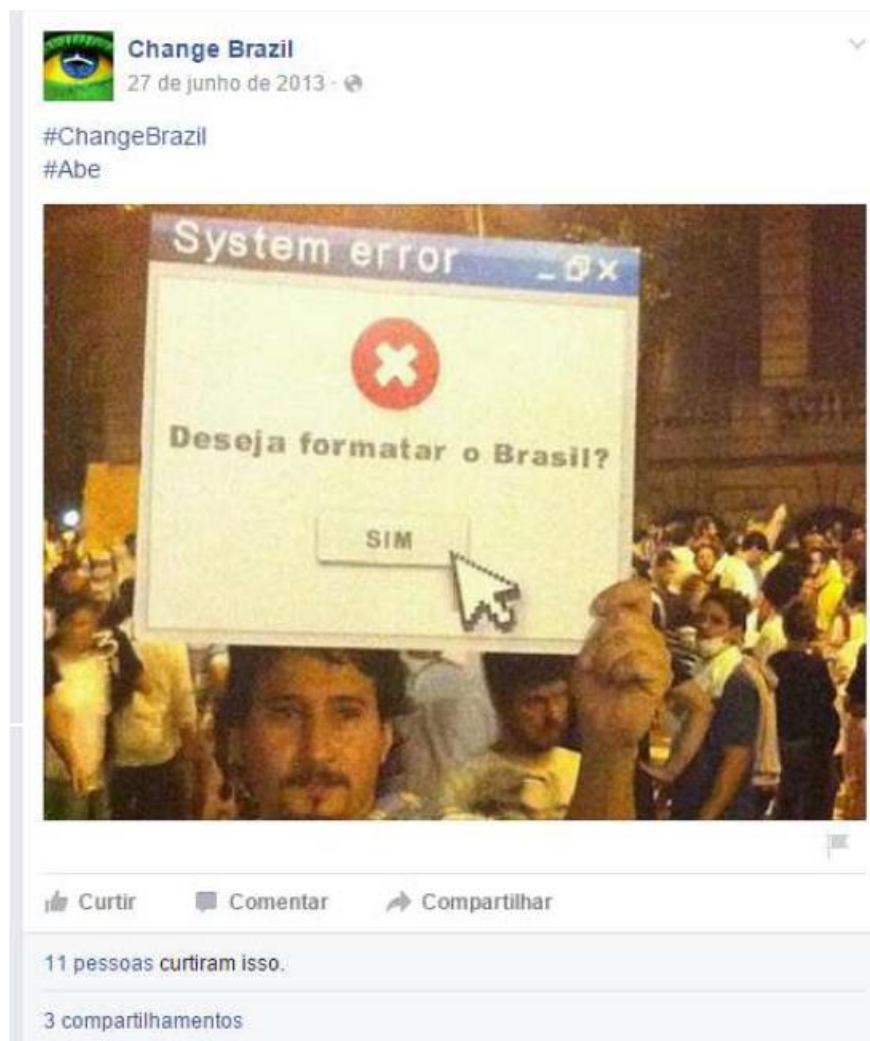 Change Brazil
27 de junho de 2013
#ChangeBrazil
#Abe
System error
Deseja formatar o Brasil?
SIM
Curtir Comentar Compartilhar
11 pessoas curtiram isso.
3 compartilhamentos